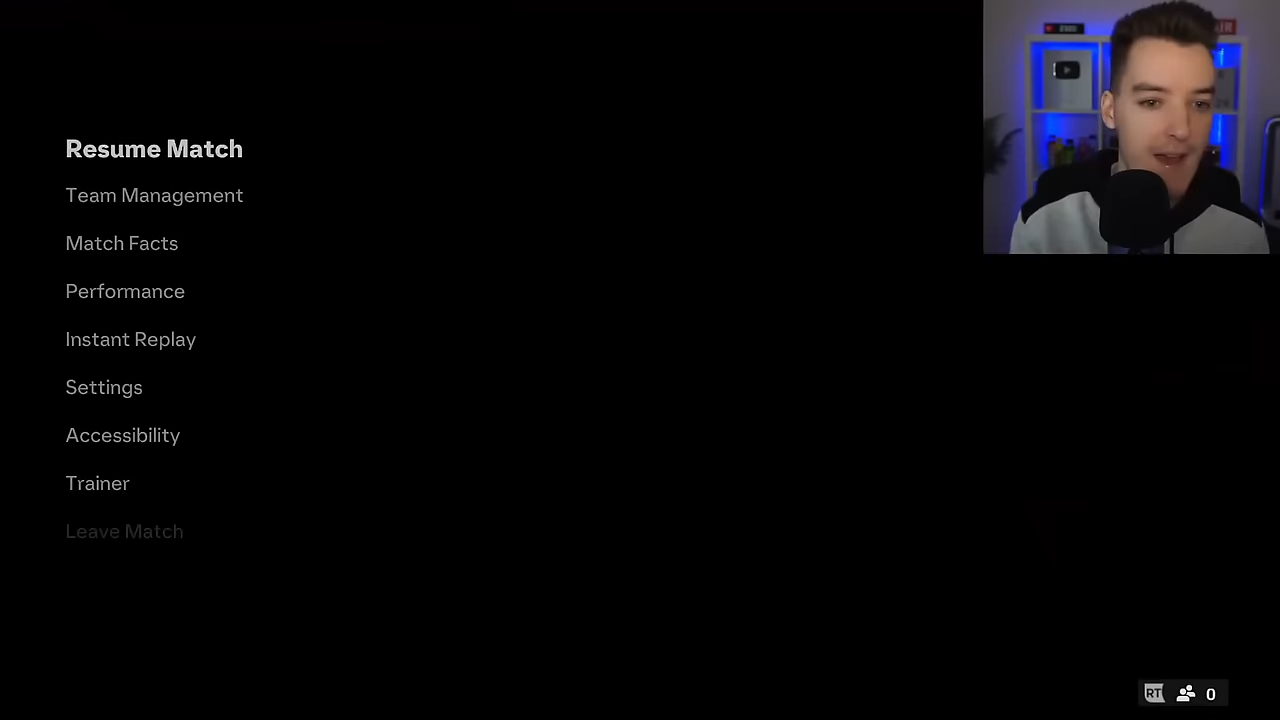 Resume Match
Team Management
Match Facts
Performance
Instant Replay
Settings
Accessibility
Trainer
Leave Match
RT 0